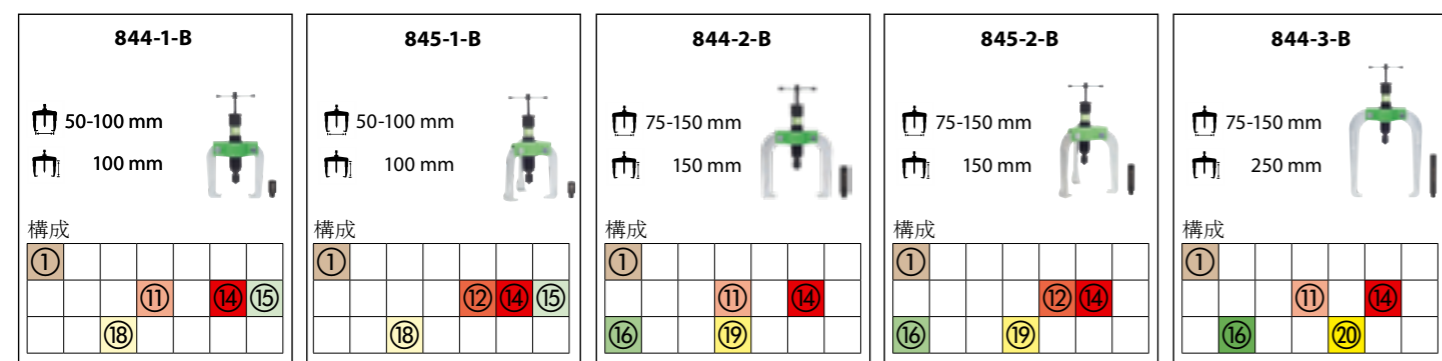 844-1-B
50-100 mm
100 mm
構成
①
⑪ ⑭ ⑮
⑱
845-1-B
50-100 mm
100 mm
構成
①
⑫ ⑭ ⑮
⑱
844-2-B
75-150 mm
150 mm
構成
①
⑪ ⑭
⑯ ⑲
845-2-B
75-150 mm
150 mm
構成
①
⑫ ⑭
⑯ ⑲
844-3-B
75-150 mm
250 mm
構成
①
⑪ ⑭
⑯ ⑳